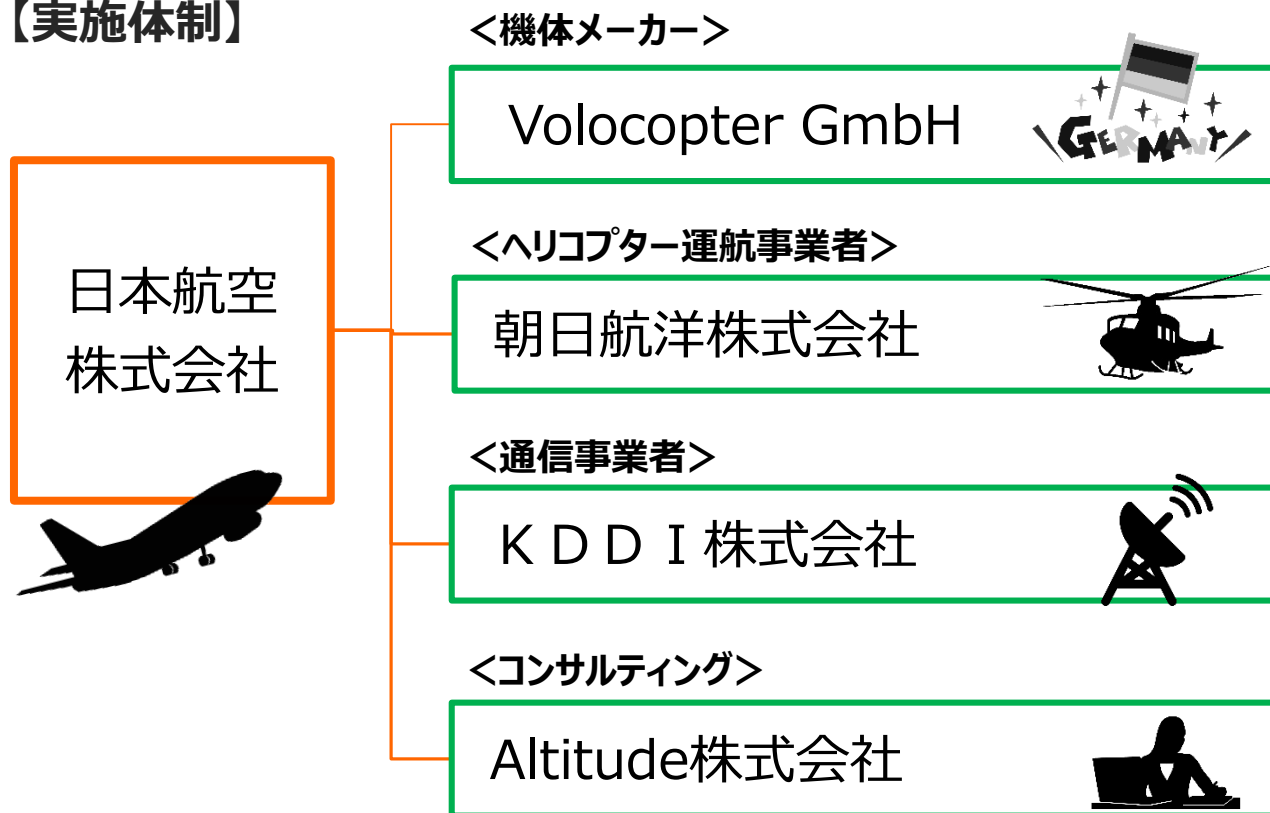 【実施体制】
＜機体メーカー＞
Volocopter GmbH
GERMANY
日本航空
株式会社
＜ヘリコプター運航事業者＞
朝日航洋株式会社
＜通信事業者＞
ＫＤＤＩ株式会社
＜コンサルティング＞
Altitude株式会社